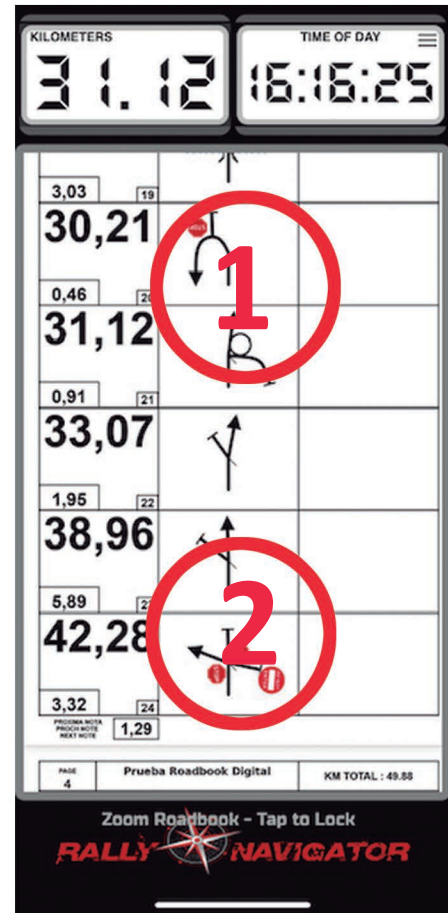 KILOMETERS
TIME OF DAY
31.12
16:16:25
3,03
19
30,21
1
STOP
0,46
20
31,12
0,91
21
33,07
1,95
22
38,96
5,89
2
42,28
3,32
24
PROXIMA NOTA
PROCH NOTE
NEXT NOTE
1,29
PAGE
4
Prueba Roadbook Digital
KM TOTAL : 49.88
Zoom Roadbook - Tap to Lock
RALLY NAVIGATOR